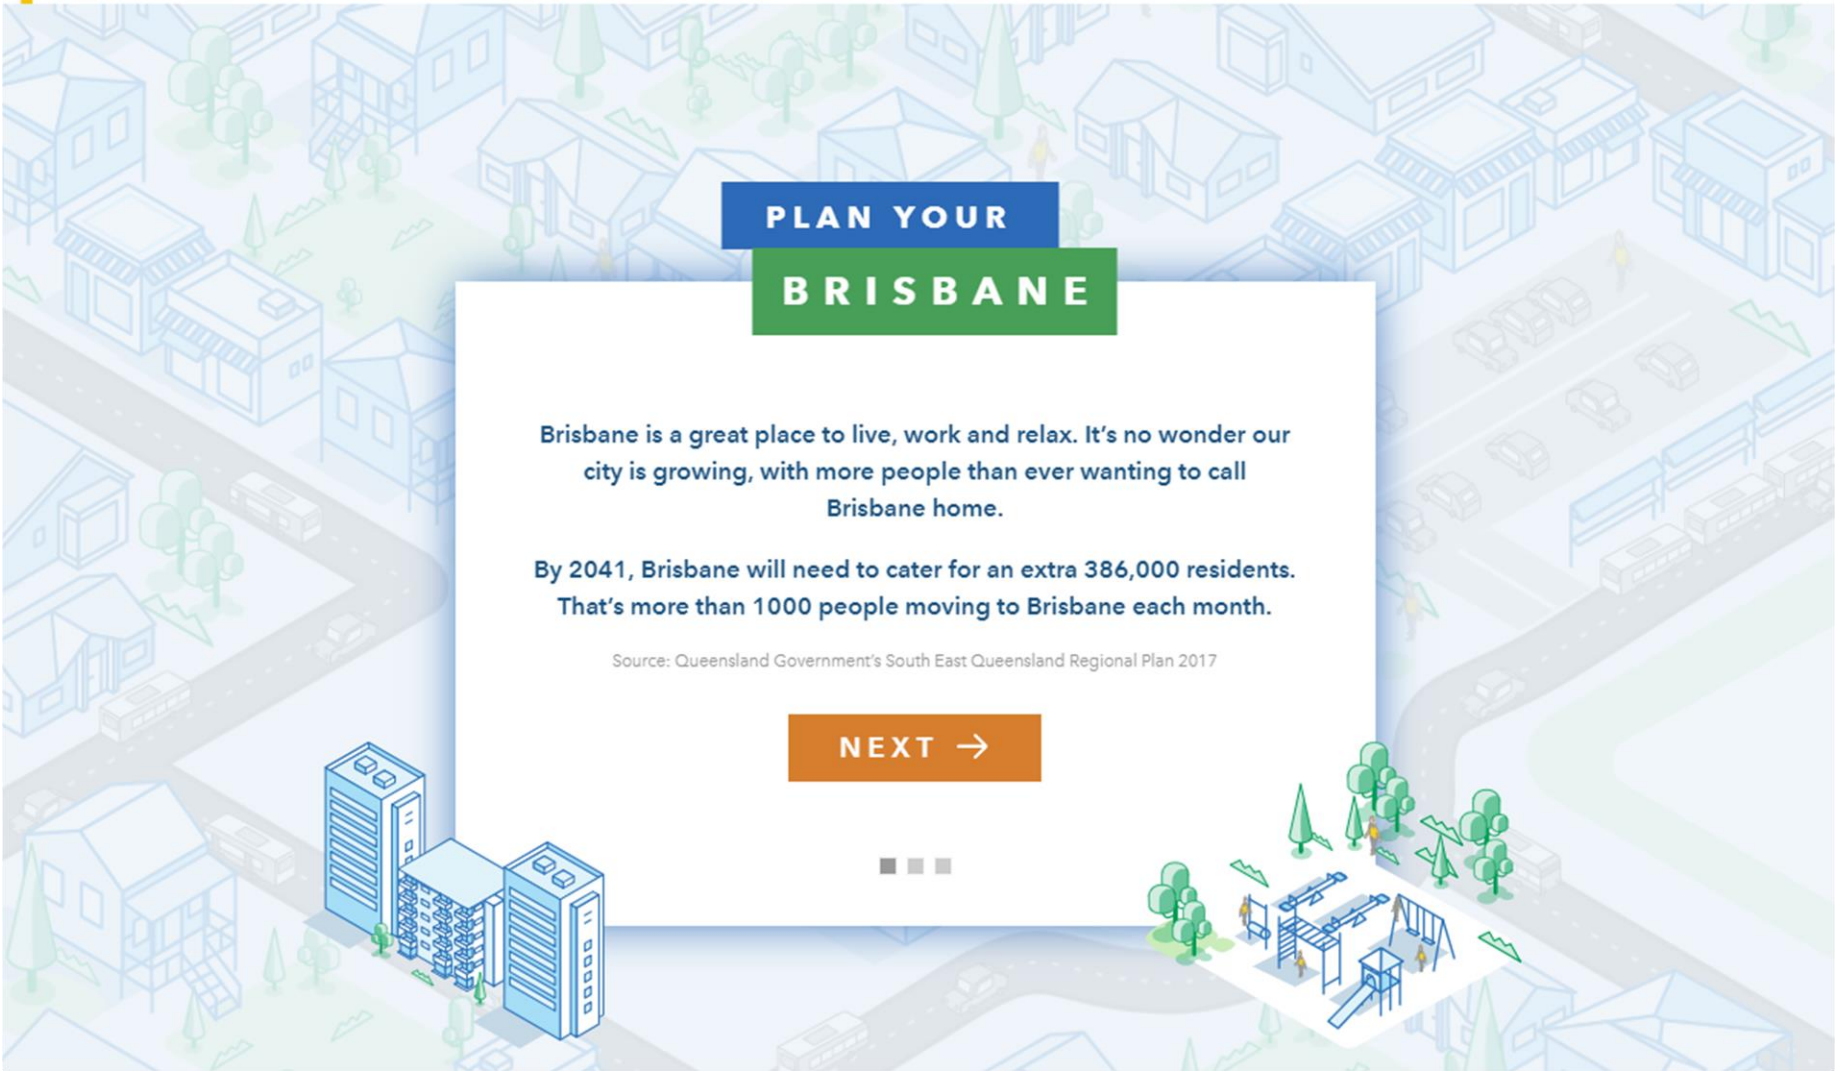 PLAN YOUR
BRISBANE
Brisbane is a great place to live, work and relax. It's no wonder our
city is growing, with more people than ever wanting to call
Brisbane home.
By 2041, Brisbane will need to cater for an extra 386,000 residents.
That's more than 1000 people moving to Brisbane each month.
Source: Queensland Government's South East Queensland Regional Plan 2017
NEXT →